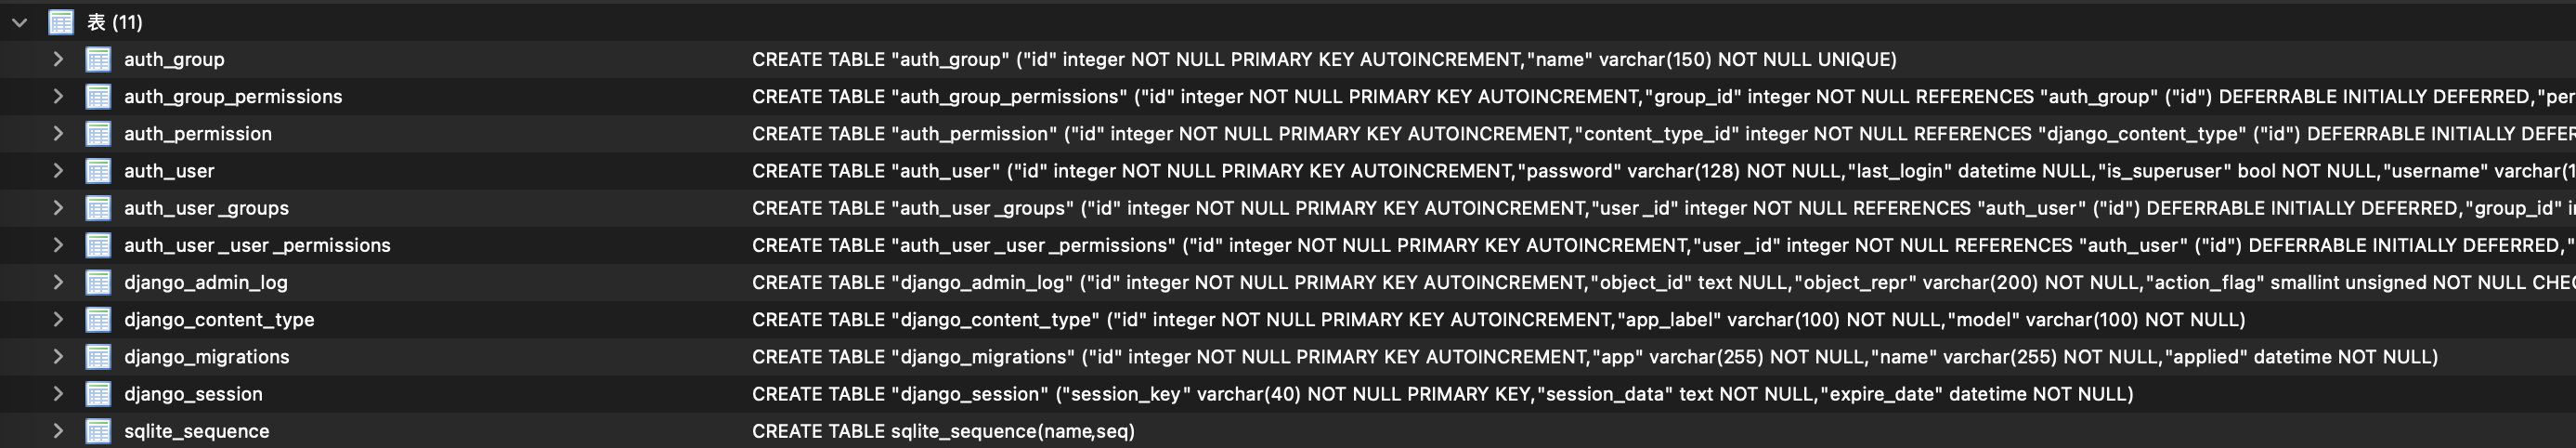 表 (11)
auth_group CREATE TABLE "auth_group" ("id" integer NOT NULL PRIMARY KEY AUTOINCREMENT,"name" varchar(150) NOT NULL UNIQUE)
auth_group_permissions CREATE TABLE "auth_group_permissions" ("id" integer NOT NULL PRIMARY KEY AUTOINCREMENT,"group_id" integer NOT NULL REFERENCES "auth_group" ("id") DEFERRABLE INITIALLY DEFERRED,"per
auth_permission CREATE TABLE "auth_permission" ("id" integer NOT NULL PRIMARY KEY AUTOINCREMENT,"content_type_id" integer NOT NULL REFERENCES "django_content_type" ("id") DEFERRABLE INITIALLY DEFER
auth_user CREATE TABLE "auth_user" ("id" integer NOT NULL PRIMARY KEY AUTOINCREMENT,"password" varchar(128) NOT NULL,"last_login" datetime NULL,"is_superuser" bool NOT NULL,"username" varchar(1
auth_user_groups CREATE TABLE "auth_user_groups" ("id" integer NOT NULL PRIMARY KEY AUTOINCREMENT,"user_id" integer NOT NULL REFERENCES "auth_user" ("id") DEFERRABLE INITIALLY DEFERRED,"group_id" i
auth_user_user_permissions CREATE TABLE "auth_user_user_permissions" ("id" integer NOT NULL PRIMARY KEY AUTOINCREMENT,"user_id" integer NOT NULL REFERENCES "auth_user" ("id") DEFERRABLE INITIALLY DEFERRED,"
django_admin_log CREATE TABLE "django_admin_log" ("id" integer NOT NULL PRIMARY KEY AUTOINCREMENT,"object_id" text NULL,"object_repr" varchar(200) NOT NULL,"action_flag" smallint unsigned NOT NULL CHEC
django_content_type CREATE TABLE "django_content_type" ("id" integer NOT NULL PRIMARY KEY AUTOINCREMENT,"app_label" varchar(100) NOT NULL,"model" varchar(100) NOT NULL)
django_migrations CREATE TABLE "django_migrations" ("id" integer NOT NULL PRIMARY KEY AUTOINCREMENT,"app" varchar(255) NOT NULL,"name" varchar(255) NOT NULL,"applied" datetime NOT NULL)
django_session CREATE TABLE "django_session" ("session_key" varchar(40) NOT NULL PRIMARY KEY,"session_data" text NOT NULL,"expire_date" datetime NOT NULL)
sqlite_sequence CREATE TABLE sqlite_sequence(name,seq)